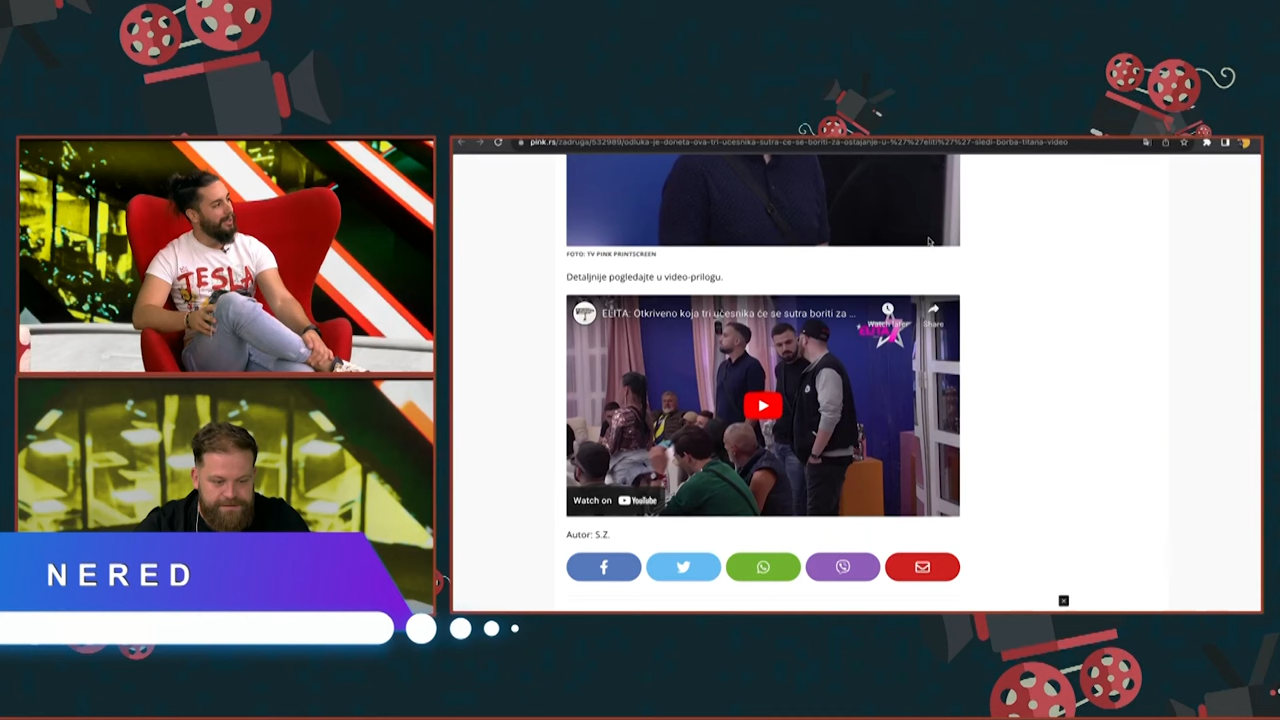 TESLA
NERED
pink.rs/zadruga/532989/odluka-je-doneta-ova-tri-ucesnika-sutra-ce-se-boriti-za-ostajanje-u-%27%27eliti%27%27-sledi-borba-titana-video
FOTO: TV PINK PRINTSCREEN
Detaljnije pogledajte u video-prilogu.
ELITA: Otkriveno koja tri učesnika će se sutra boriti za ...
Watch later
Share
Watch on YouTube
Autor: S.Z.